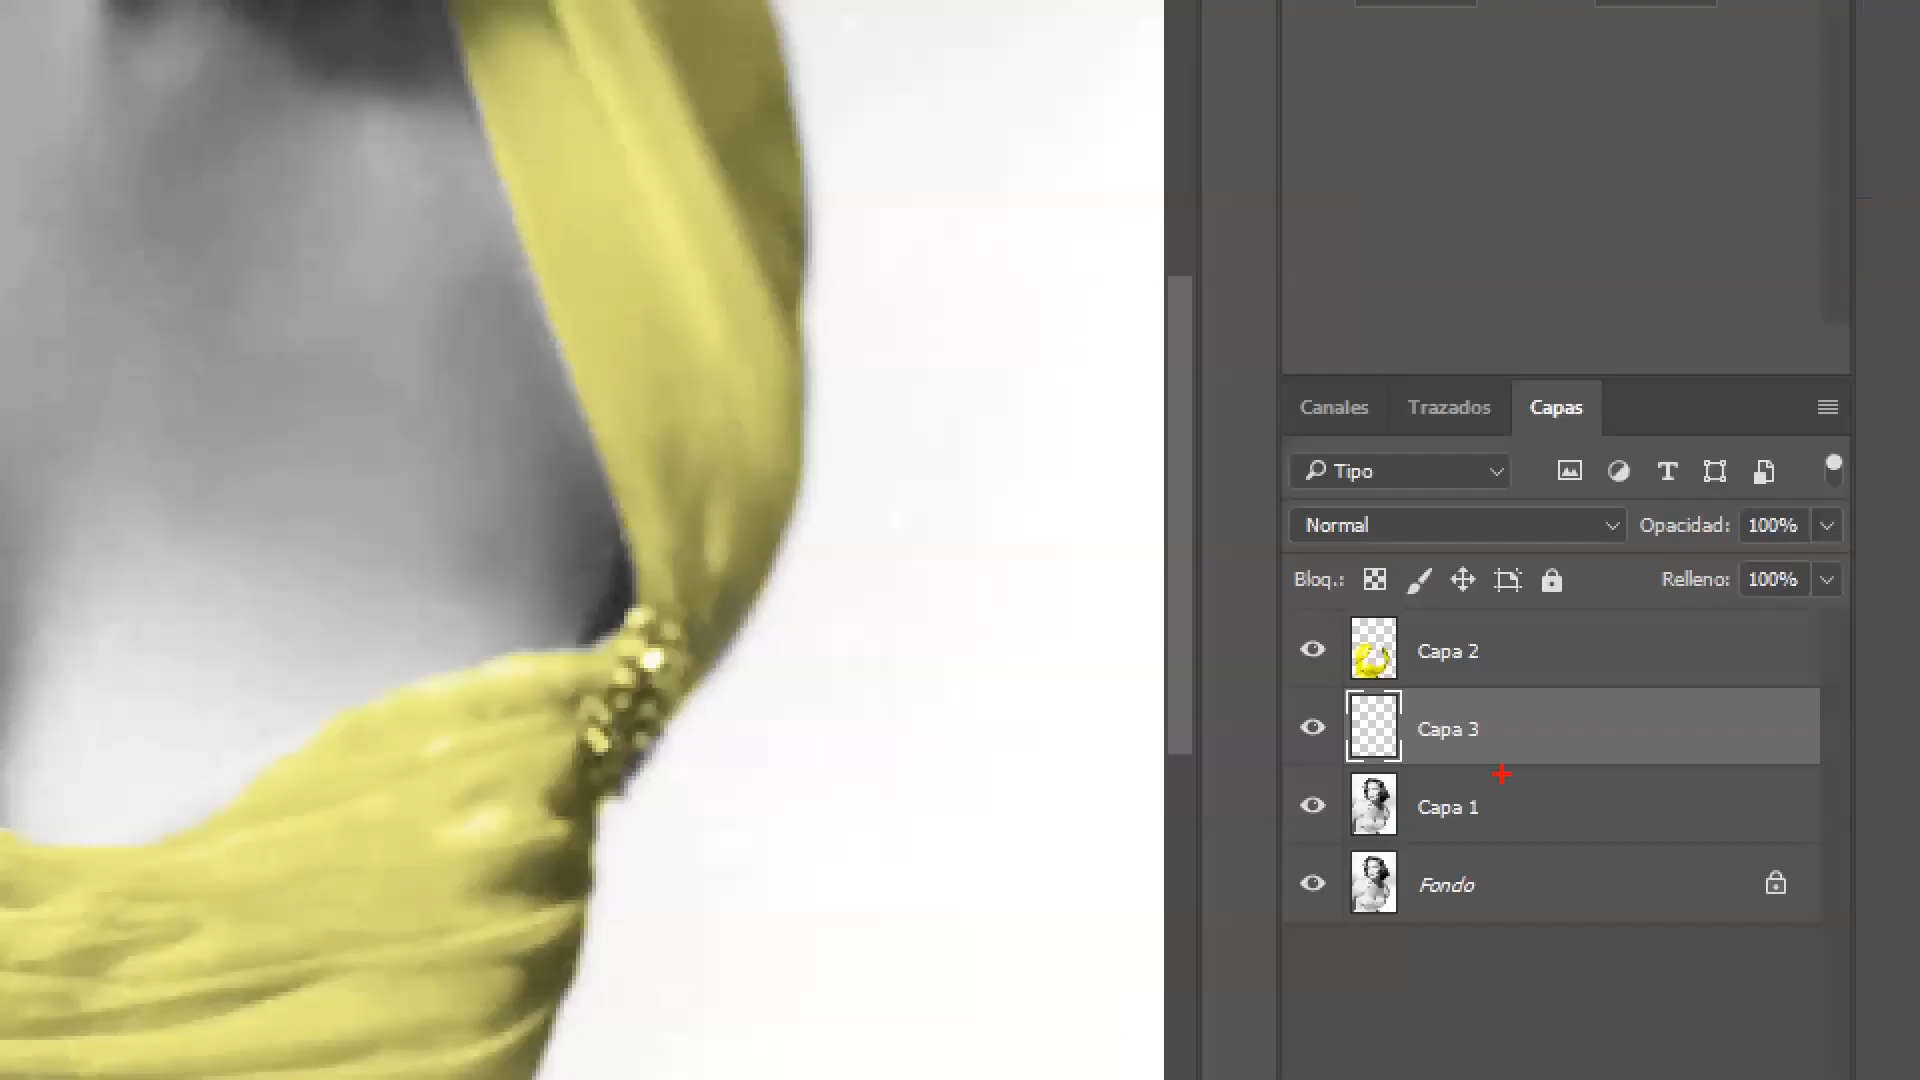 Canales Trazados Capas
Tipo
Normal Opacidad: 100%
Bloq.: Relleno: 100%
Capa 2
Capa 3
Capa 1
Fondo